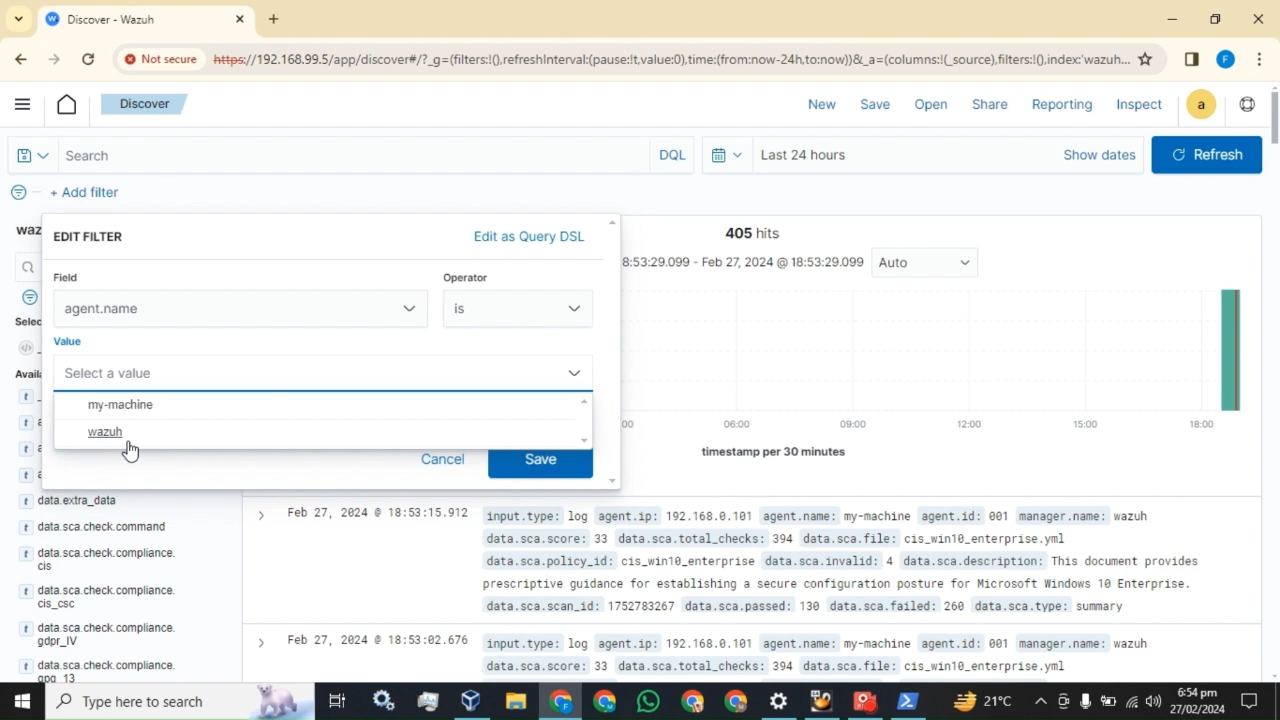 Discover - Wazuh
Not secure
https://192.168.99.5/app/discover#/?_g=(filters:!(),refreshInterval:(pause:!t,value:0),time:(from:now-24h,to:now))&_a=(columns:!(_source),filters:!(),index:'wazuh...
F
Discover
New Save Open Share Reporting Inspect a
Search DQL Last 24 hours Show dates Refresh
+ Add filter
waz
405 hits
EDIT FILTER Edit as Query DSL
8:53:29.099 - Feb 27, 2024 @ 18:53:29.099 Auto
Field Operator
agent.name is
Selec
Value
Select a value
Availa
my-machine
wazuh
00 06:00 09:00 12:00 15:00 18:00
timestamp per 30 minutes
Cancel Save
t data.extra_data
t data.sca.check.command
t data.sca.check.compliance.
cis
t data.sca.check.compliance.
cis_csc
t data.sca.check.compliance.
gdpr_IV
t data.sca.check.compliance.
gpg_13
Feb 27, 2024 @ 18:53:15.912 input.type: log agent.ip: 192.168.0.101 agent.name: my-machine agent.id: 001 manager.name: wazuh
data.sca.score: 33 data.sca.total_checks: 394 data.sca.file: cis_win10_enterprise.yml
data.sca.policy_id: cis_win10_enterprise data.sca.invalid: 4 data.sca.description: This document provides
prescriptive guidance for establishing a secure configuration posture for Microsoft Windows 10 Enterprise.
data.sca.scan_id: 1752783267 data.sca.passed: 130 data.sca.failed: 260 data.sca.type: summary
Feb 27, 2024 @ 18:53:02.676 input.type: log agent.ip: 192.168.0.101 agent.name: my-machine agent.id: 001 manager.name: wazuh
data.sca.score: 33 data.sca.total_checks: 394 data.sca.file: cis_win10_enterprise.yml
Type here to search
21°C
6:54 pm
27/02/2024